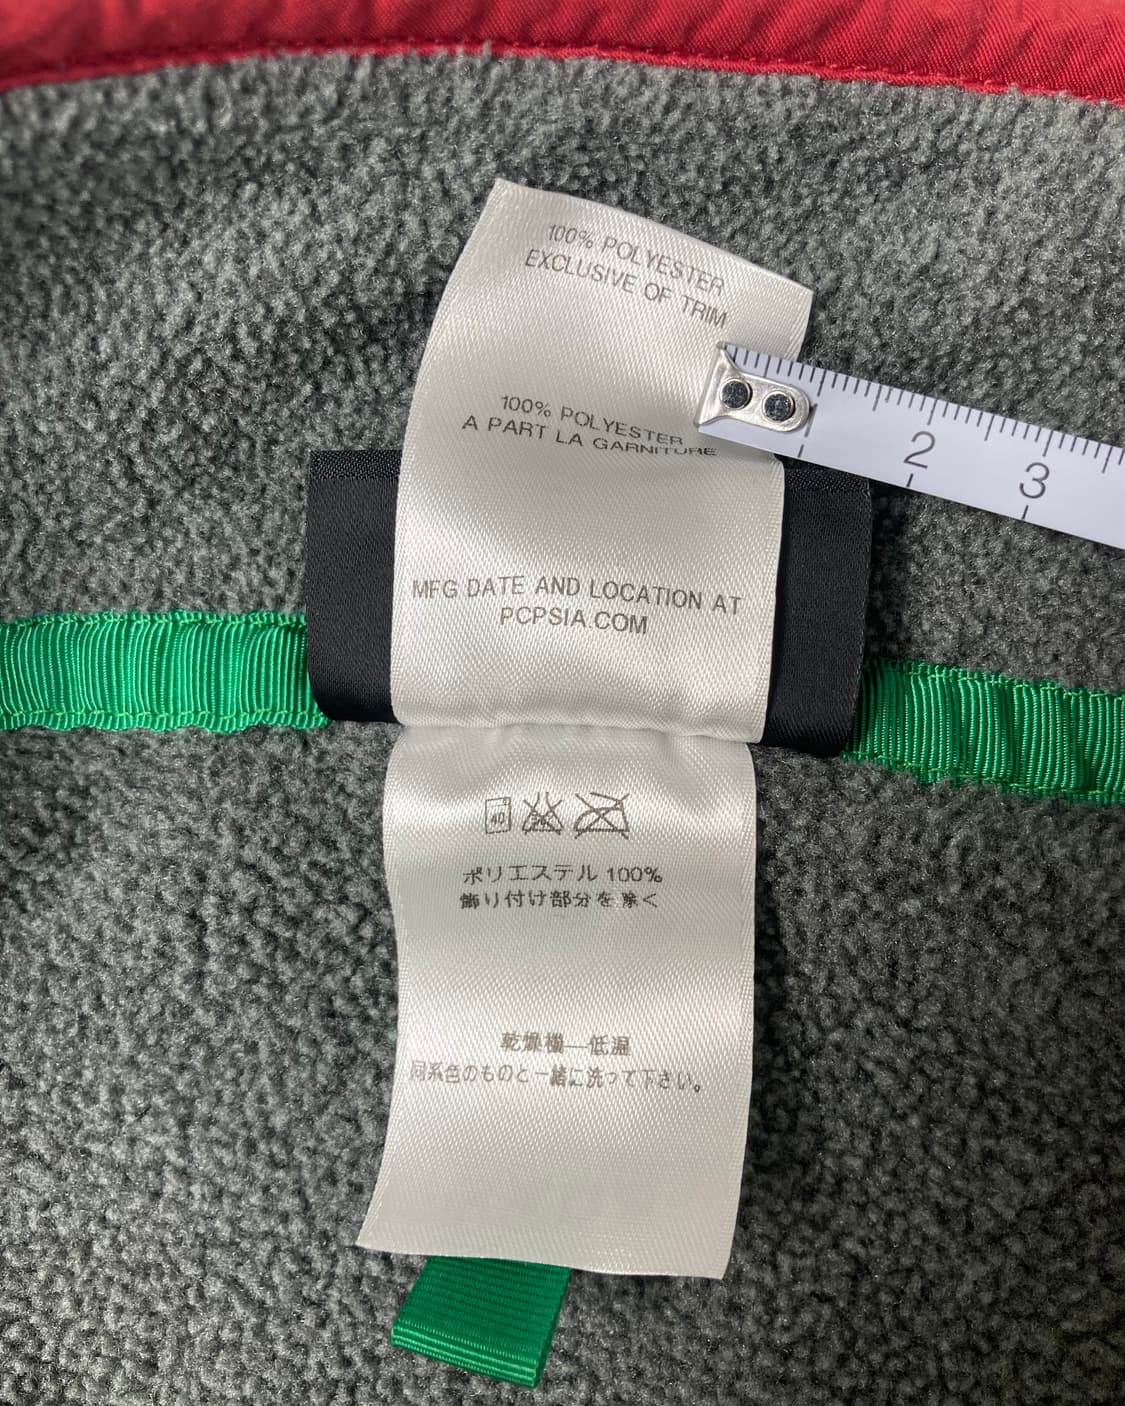 100% POLYESTER
EXCLUSIVE OF TRIM
100% POLYESTER
A PART LA GARNITURE
2
3
MFG DATE AND LOCATION AT
PCPSIA.COM
40
ポリエステル 100%
飾り付け部分を除く
乾燥機—低温
同系色のものと一緒に洗って下さい。